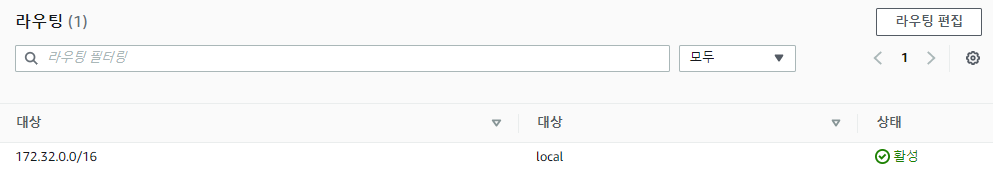 라우팅 (1)
라우팅 편집
라우팅 필터링
모두
1
대상 대상 상태
172.32.0.0/16 local 활성